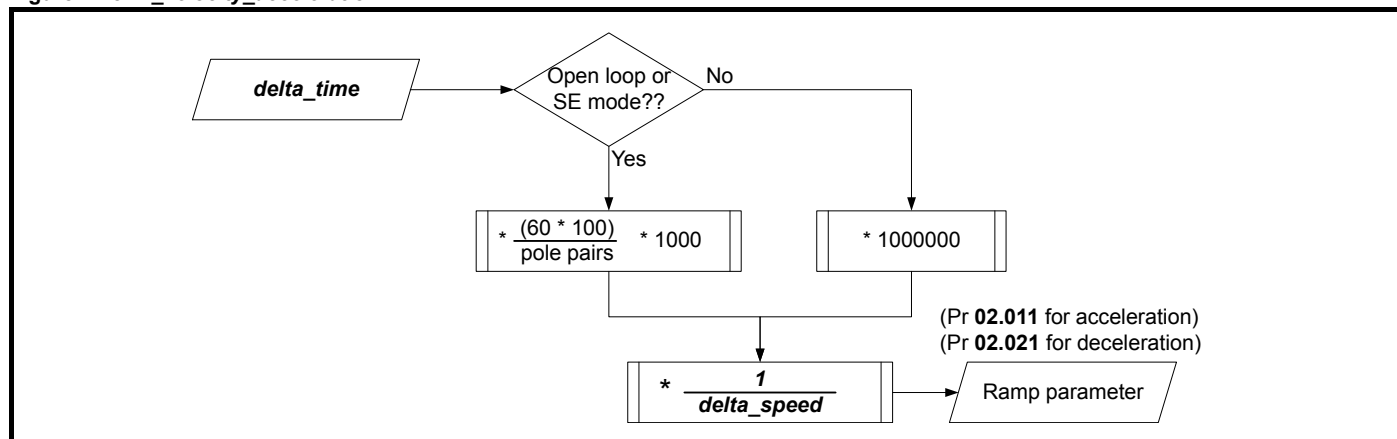 delta_time
Open loop or
SE mode??
No
Yes
* (60 * 100) / pole pairs * 1000
* 1000000
(Pr 02.011 for acceleration)
(Pr 02.021 for deceleration)
* 1 / delta_speed
Ramp parameter